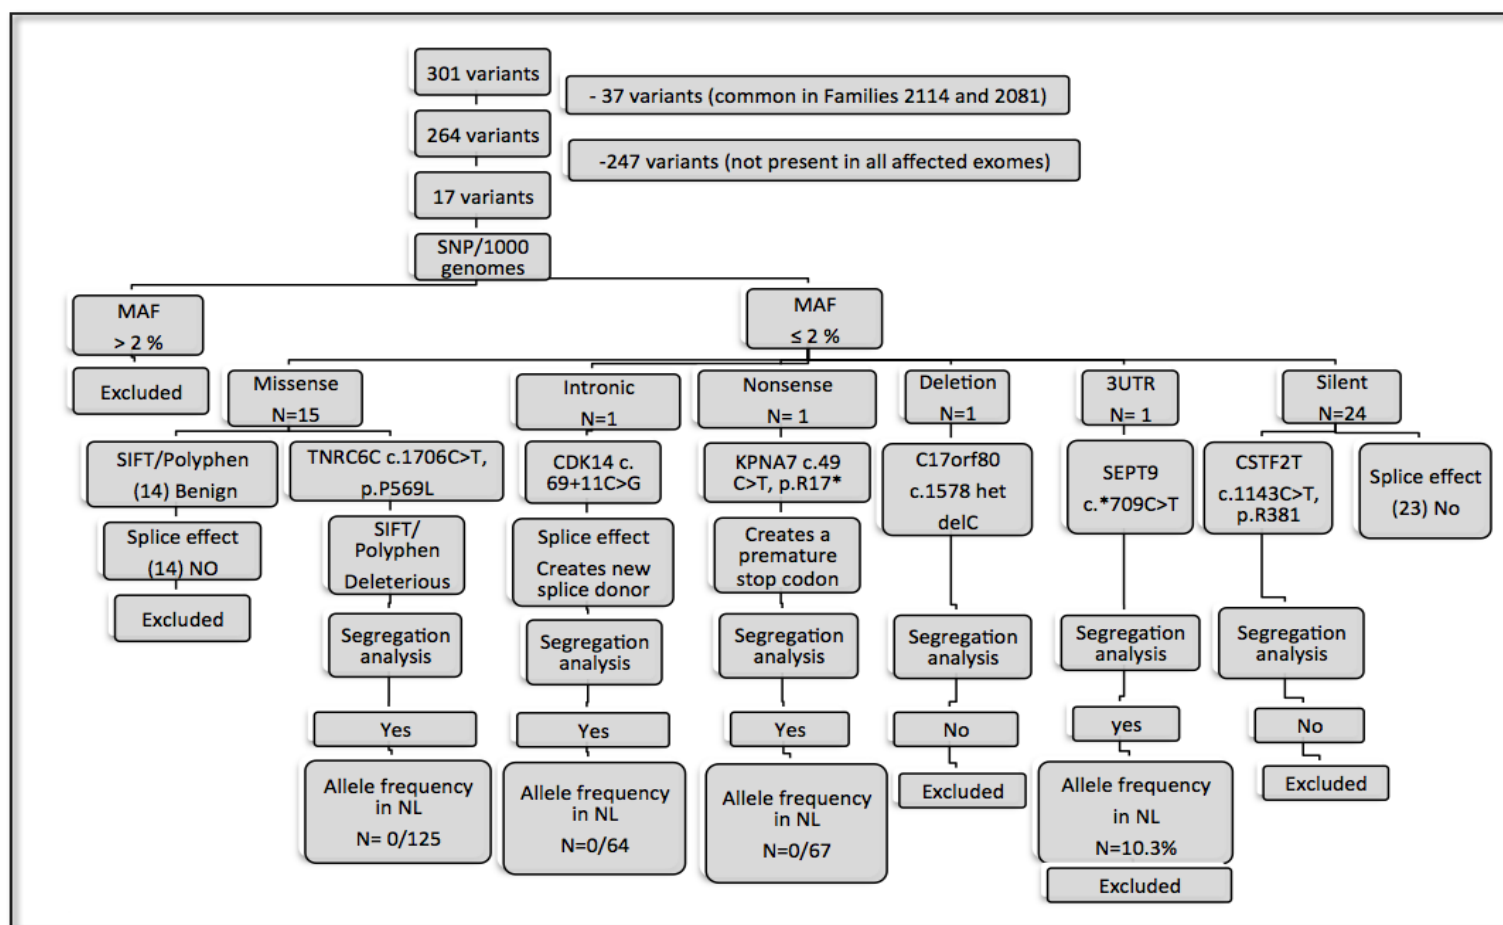 301 variants
- 37 variants (common in Families 2114 and 2081)
264 variants
-247 variants (not present in all affected exomes)
17 variants
SNP/1000
genomes
MAF
> 2 %
MAF
≤ 2 %
Excluded
Missense
N=15
Intronic
N=1
Nonsense
N= 1
Deletion
N=1
3UTR
N= 1
Silent
N=24
SIFT/Polyphen
(14) Benign
TNRC6C c.1706C>T,
p.P569L
CDK14 c.
69+11C>G
KPNA7 c.49
C>T, p.R17*
C17orf80
c.1578 het
delC
SEPT9
c.*709C>T
CSTF2T
c.1143C>T,
p.R381
Splice effect
(23) No
Splice effect
(14) NO
SIFT/
Polyphen
Deleterious
Splice effect
Creates new
splice donor
Creates a
premature
stop codon
Excluded
Segregation
analysis
Segregation
analysis
Segregation
analysis
Segregation
analysis
Segregation
analysis
Segregation
analysis
Yes
Yes
Yes
No
yes
No
Allele frequency
in NL
N= 0/125
Allele frequency
in NL
N=0/64
Allele frequency
in NL
N=0/67
Excluded
Allele frequency
in NL
N=10.3%
Excluded
Excluded